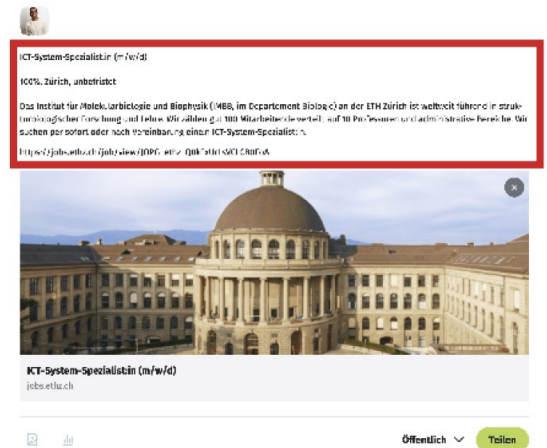 ICT-System-Spezialist:in (m/w/d)
100%, Zürich, unbefristet
Das Institut für Molekularbiologie und Biophysik (IMBB, im Departement Biologie) an der ETH Zürich ist weltweit führend in struk-
turbiologischer Forschung und Lehre. Wir zählen gut 180 Mitarbeitende verteilt auf 10 Professuren und administrative Bereiche. Wir
suchen per sofort oder nach Vereinbarung eine:n ICT-System-Spezialist:in.
ICT-System-Spezialist:in (m/w/d)
jobs.ethz.ch
Öffentlich
Teilen